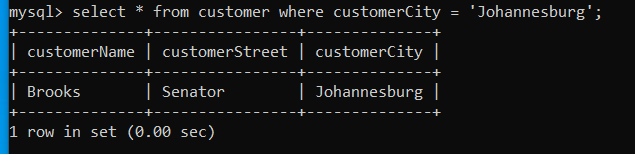 mysql> select * from customer where customerCity = 'Johannesburg';
+--------------+----------------+--------------+
| customerName | customerStreet | customerCity |
+--------------+----------------+--------------+
| Brooks       | Senator        | Johannesburg |
+--------------+----------------+--------------+
1 row in set (0.00 sec)